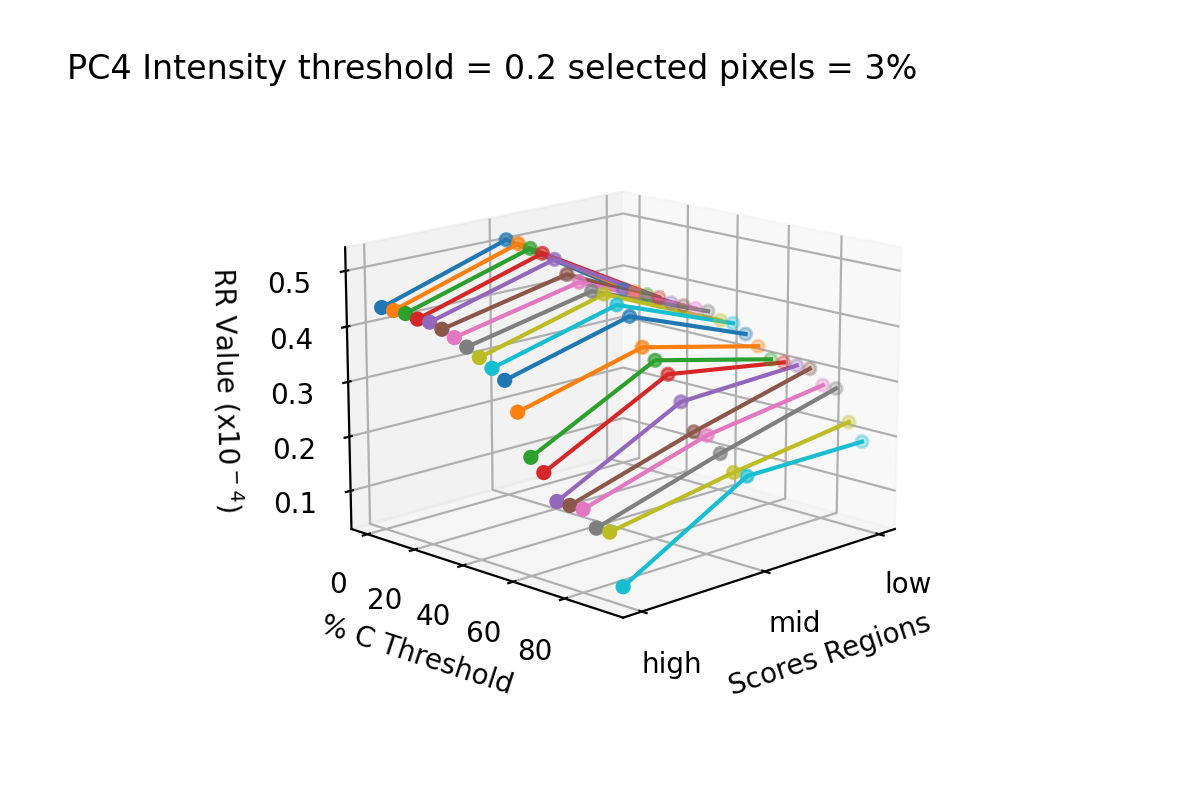 PC4 Intensity threshold = 0.2 selected pixels = 3%
RR Value (x10⁻⁴)
0.5
0.4
0.3
0.2
0.1
0
20
40
60
80
% C Threshold
high
mid
low
Scores Regions